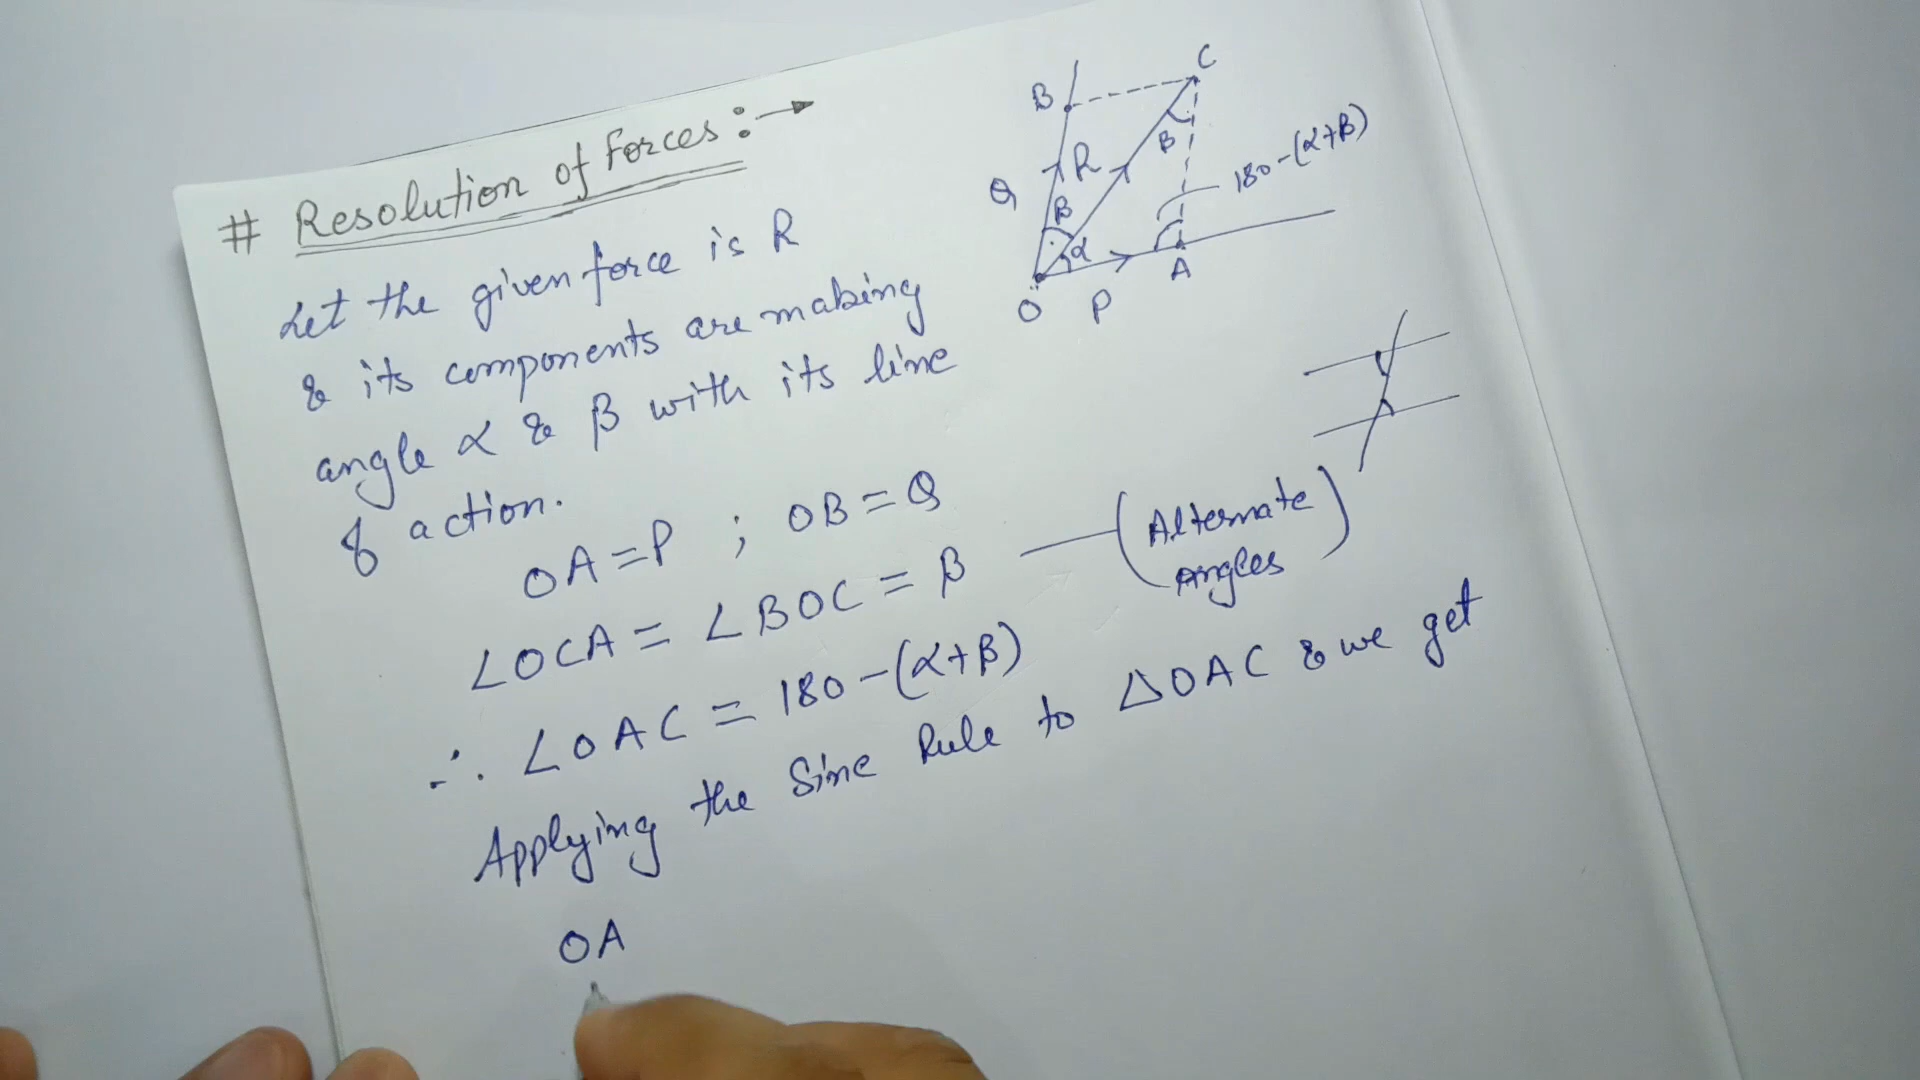 # Resolution of Forces :→
Let the given force is R
& its components are making
angle α & β with its line
of action.
OA = P ; OB = Q
∠OCA = ∠BOC = β — (Alternate
Angles)
∴ ∠OAC = 180-(α+β)
Applying the Sine Rule to △OAC & we get
OA
C
B
β
180-(α+β)
R
Q
β
α
A
O
P